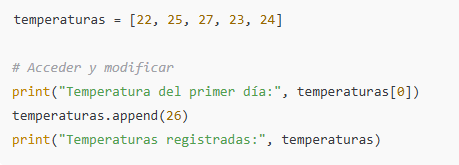 temperaturas = [22, 25, 27, 23, 24]
# Acceder y modificar
print("Temperatura del primer día:", temperaturas[0])
temperaturas.append(26)
print("Temperaturas registradas:", temperaturas)